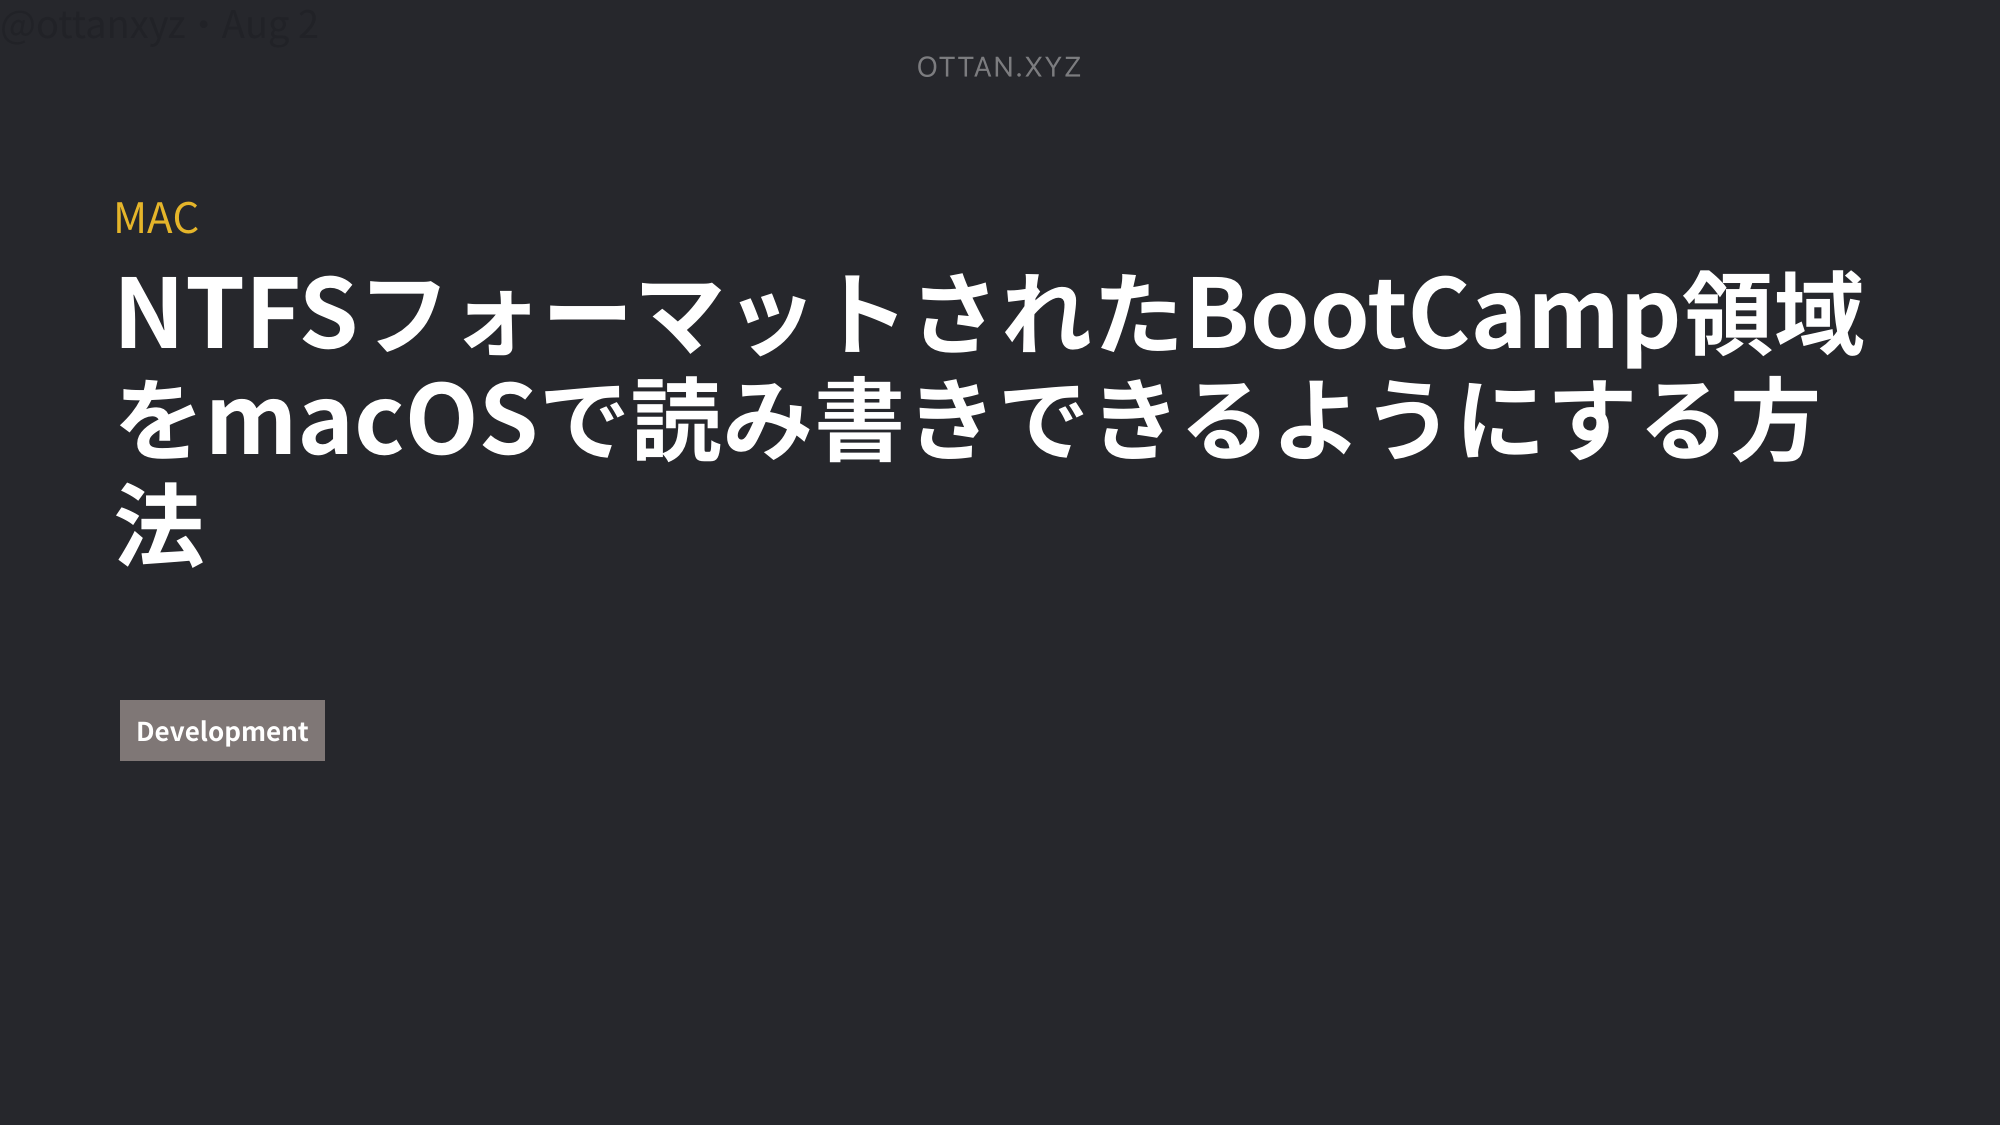 @ottanxyz・Aug 2
OTTAN.XYZ
MAC
NTFSフォーマットされたBootCamp領域
をmacOSで読み書きできるようにする方
法
Development